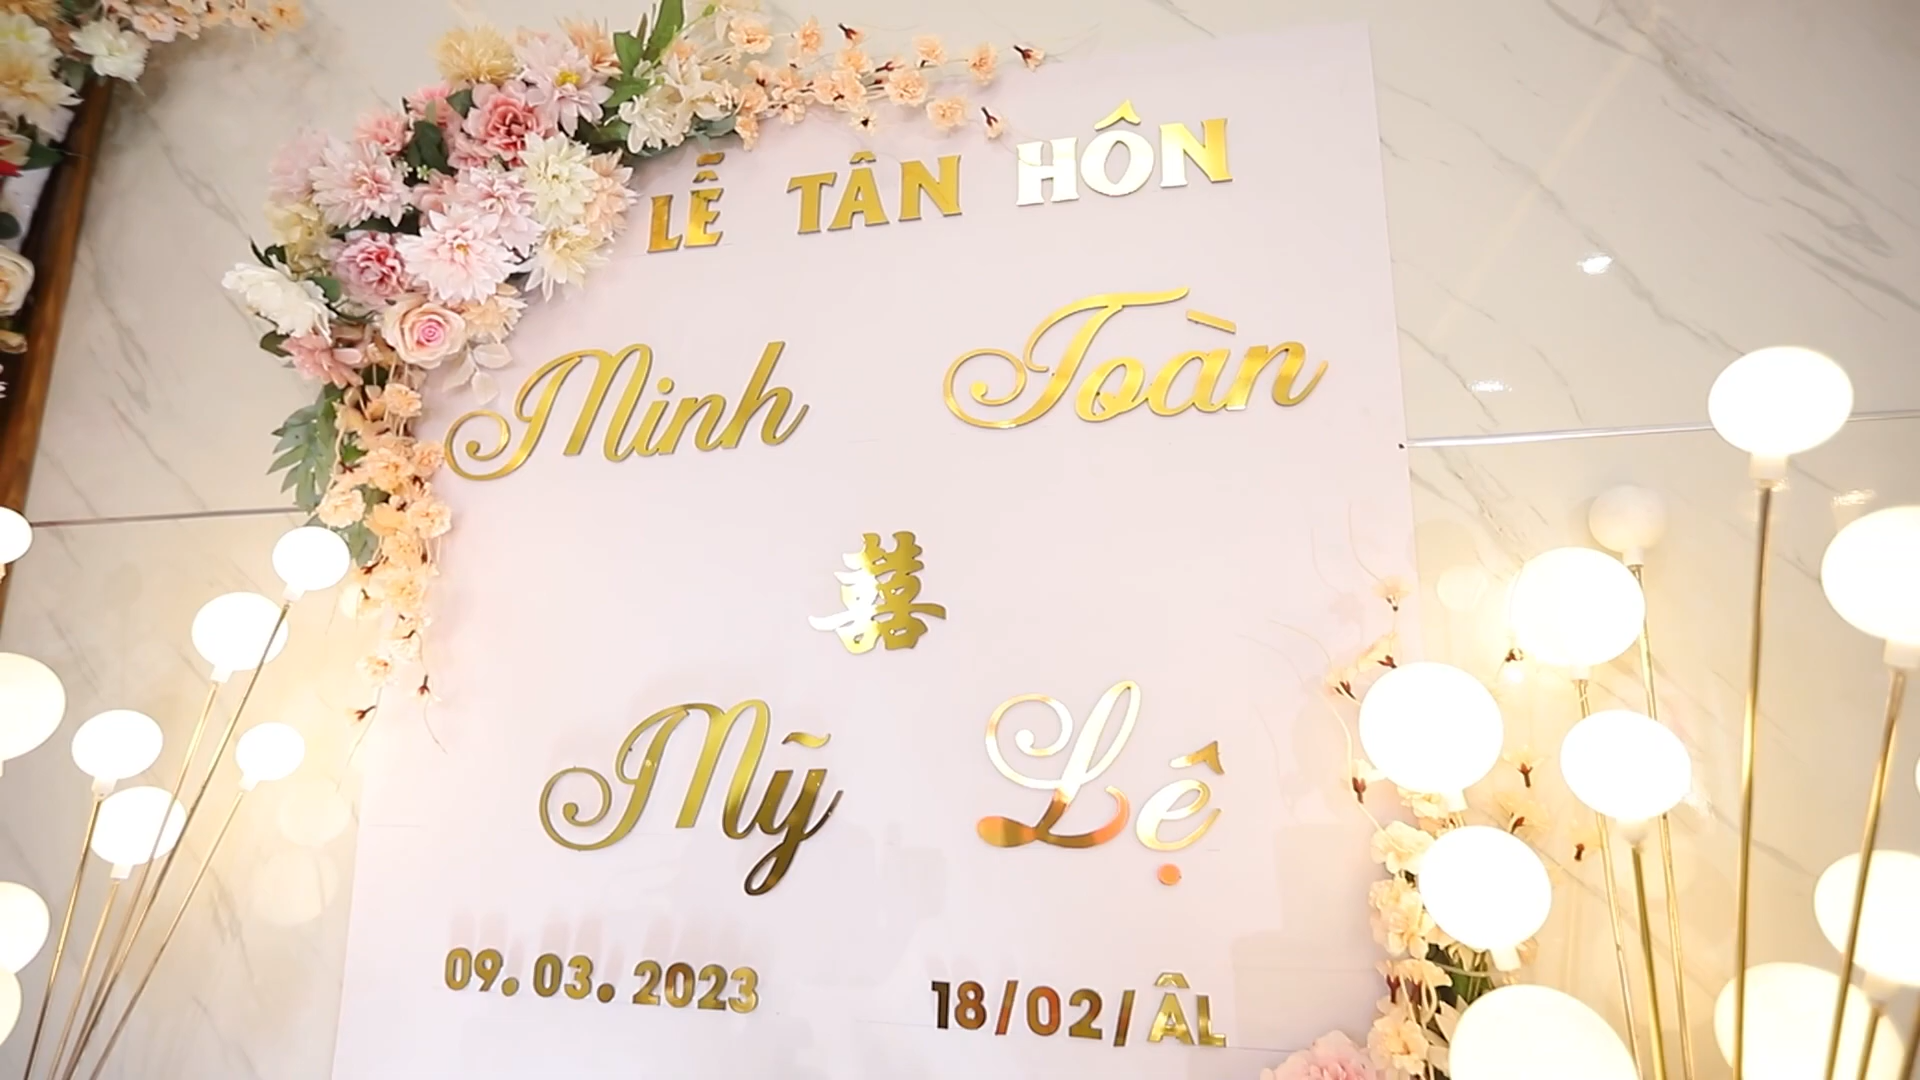 LỄ TÂN HÔN
Minh Toàn
囍
Mỹ Lệ
09.03.2023 18/02/ÂL